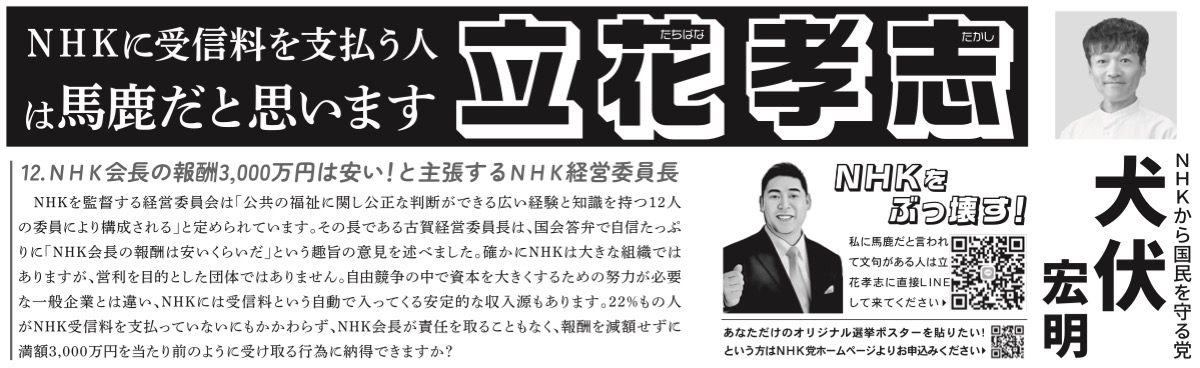 NHKに受信料を支払う人
は馬鹿だと思います
立花孝志
たちばな
たかし
12.NHK会長の報酬3,000万円は安い!と主張するNHK経営委員長
NHKを監督する経営委員会は「公共の福祉に関し公正な判断ができる広い経験と知識を持つ12人
の委員により構成される」と定められています。その長である古賀経営委員長は、国会答弁で自信たっぷ
りに「NHK会長の報酬は安いくらいだ」という趣旨の意見を述べました。確かにNHKは大きな組織では
ありますが、営利を目的とした団体ではありません。自由競争の中で資本を大きくするための努力が必要
な一般企業とは違い、NHKには受信料という自動で入ってくる安定的な収入源もあります。22%もの人
がNHK受信料を支払っていないにもかかわらず、NHK会長が責任を取ることもなく、報酬を減額せずに
満額3,000万円を当たり前のように受け取る行為に納得できますか?
NHKを
ぶっ壊す!
私に馬鹿だと言われ
て文句がある人は立
花孝志に直接LINE
して来てください
LINE
あなただけのオリジナル選挙ポスターを貼りたい!
という方はNHK党ホームページよりお申込みください
NHKから国民を守る党
犬伏
宏明